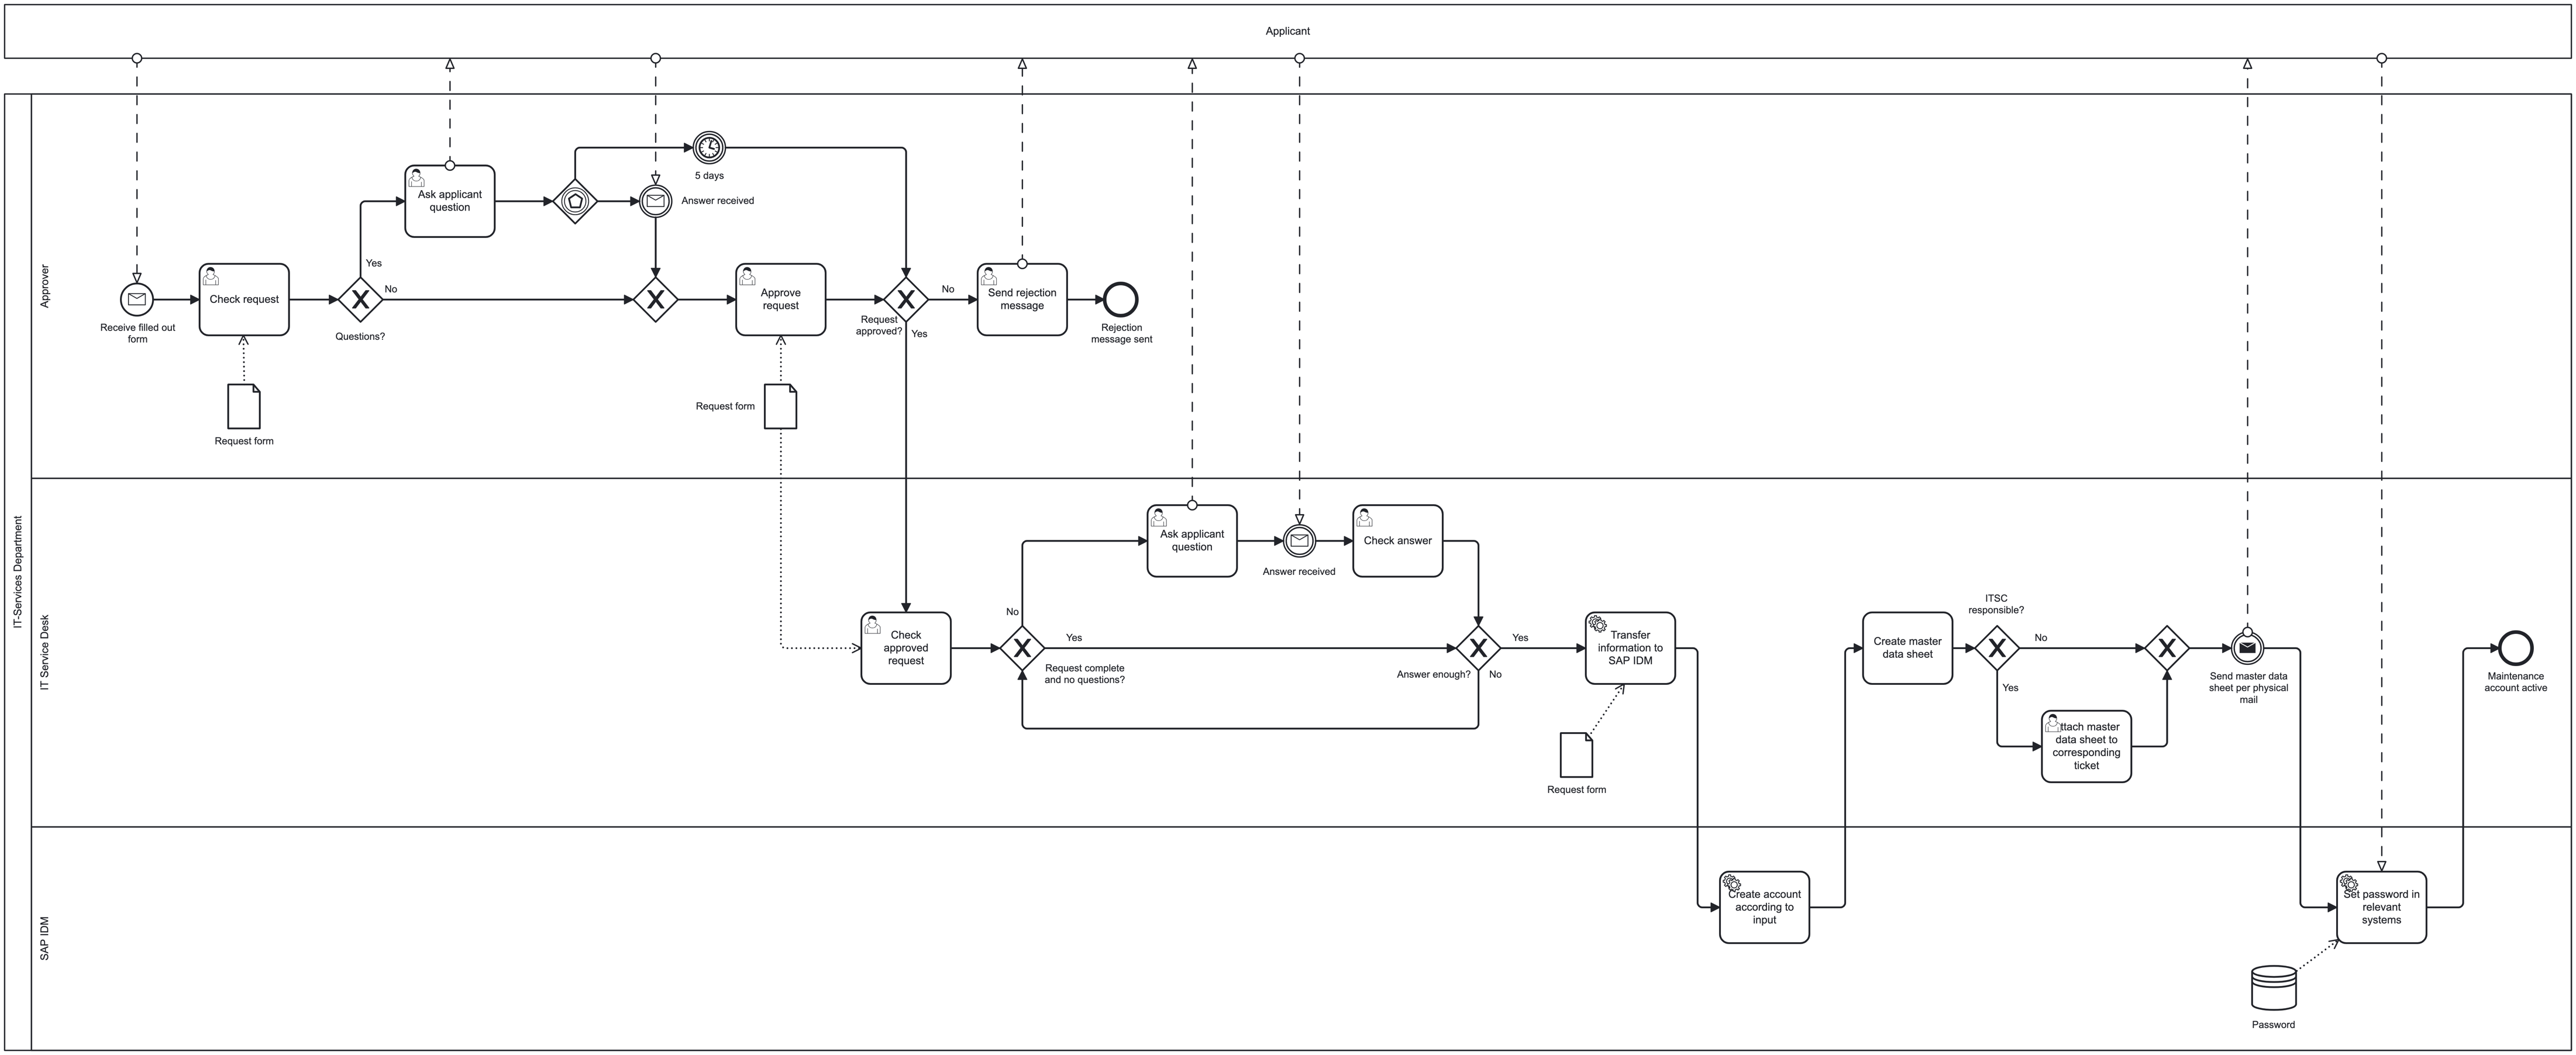 Applicant
IT-Services Department
Approver
5 days
Ask applicant
question
Answer received
Yes
No
Receive filled out
form
Check request
Questions?
Approve
request
Request
approved?
Yes
No
Send rejection
message
Rejection
message sent
Request form
Request form
IT Service Desk
Ask applicant
question
Answer received
Check answer
Check
approved
request
No
Yes
Request complete
and no questions?
Answer enough?
Yes
No
Transfer
information to
SAP IDM
Request form
Create master
data sheet
ITSC
responsible?
No
Yes
ttach master
data sheet to
corresponding
ticket
Send master data
sheet per physical
mail
Maintenance
account active
SAP IDM
Create account
according to
input
Set password in
relevant
systems
Password